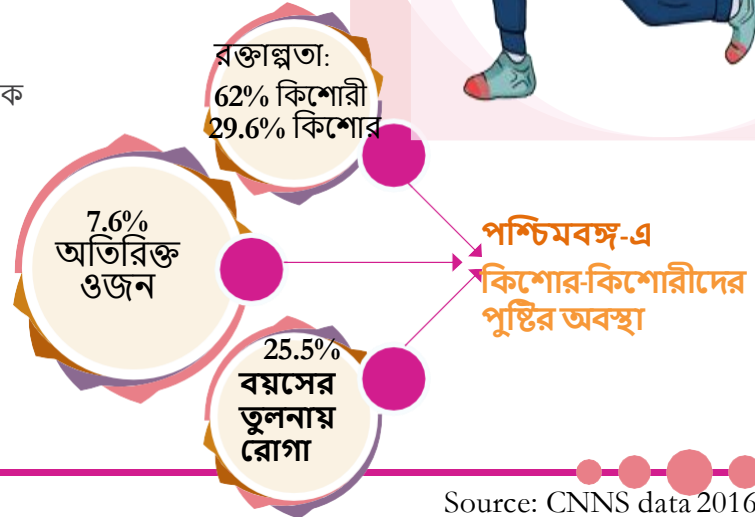 ক
রক্তাল্পতা:
62% কিশোরী
29.6% কিশোর
7.6%
অতিরিক্ত
ওজন
পশ্চিমবঙ্গ-এ
কিশোর-কিশোরীদের
পুষ্টির অবস্থা
25.5%
বয়সের
তুলনায়
রোগা
Source: CNNS data 2016